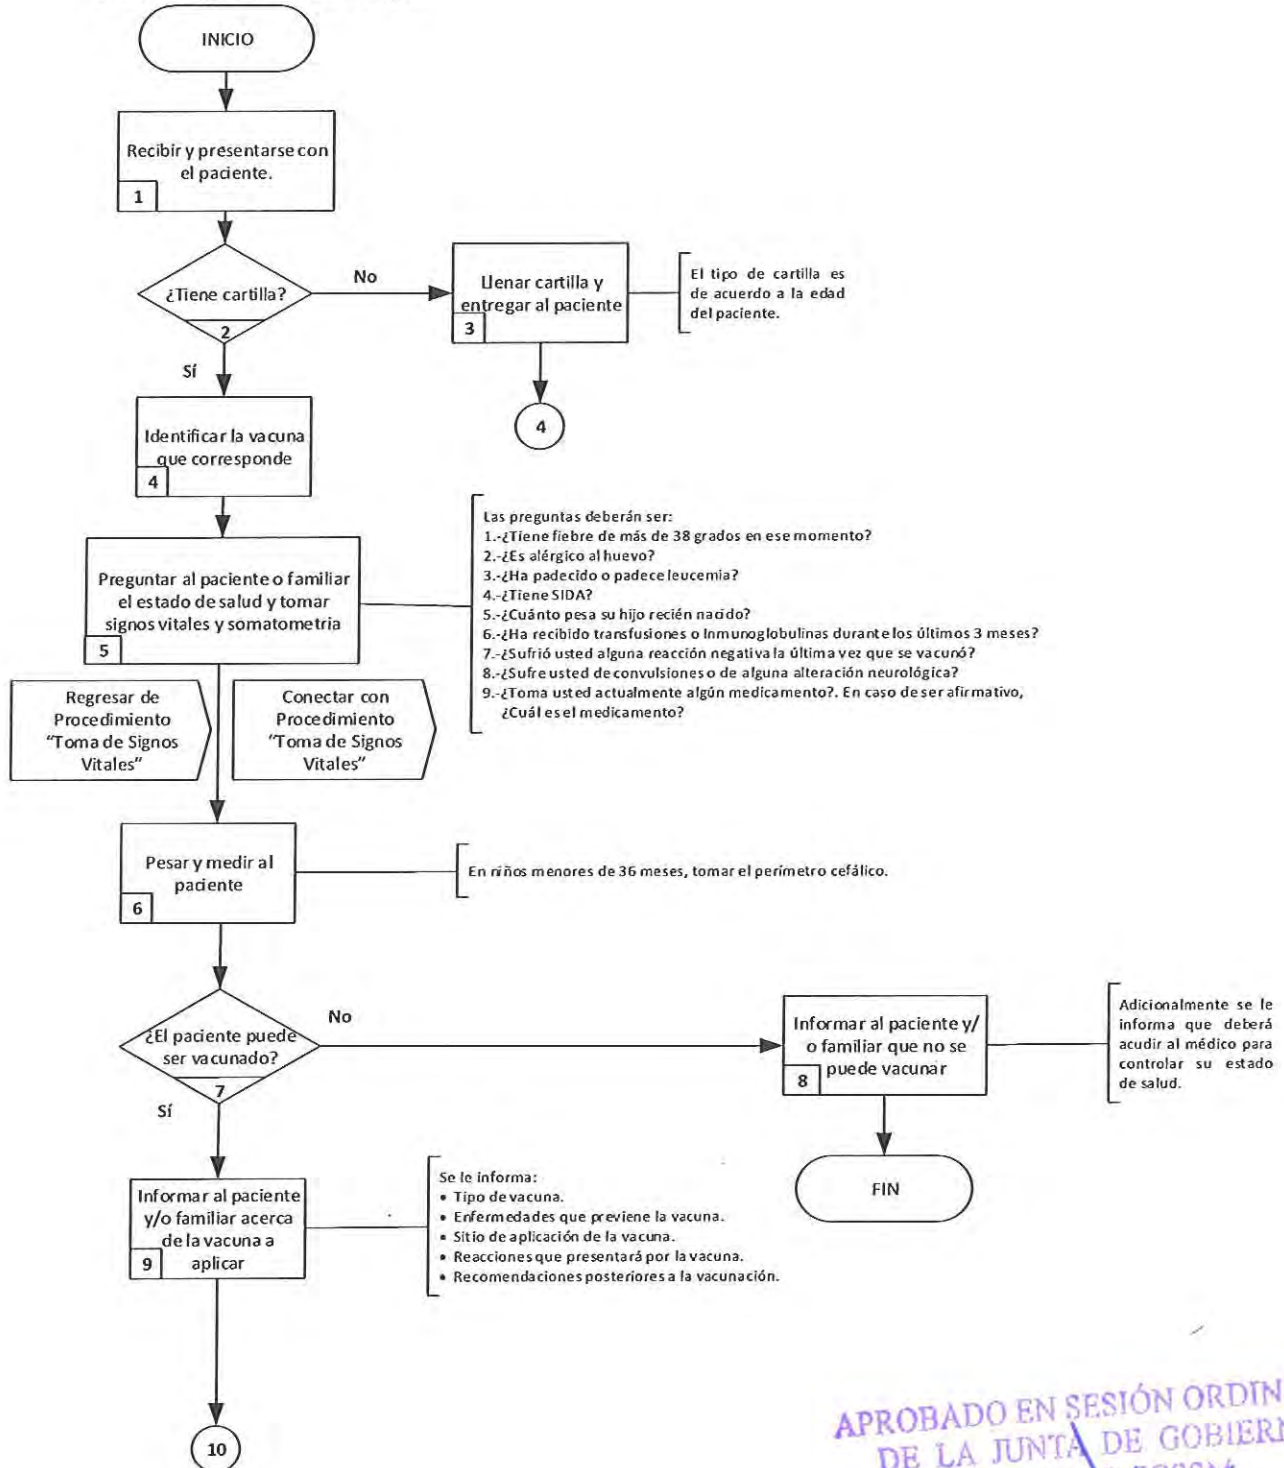 INICIO
Recibir y presentarse con
el paciente.
1
¿Tiene cartilla?
2
No
Sí
Llenar cartilla y
entregar al paciente
3
El tipo de cartilla es
de acuerdo a la edad
del paciente.
4
Identificar la vacuna
que corresponde
4
Preguntar al paciente o familiar
el estado de salud y tomar
signos vitales y somatometria
5
Las preguntas deberán ser:
1.-¿Tiene fiebre de más de 38 grados en ese momento?
2.-¿Es alérgico al huevo?
3.-¿Ha padecido o padece leucemia?
4.-¿Tiene SIDA?
5.-¿Cuánto pesa su hijo recién nacido?
6.-¿Ha recibido transfusiones o Inmunoglobulinas durante los últimos 3 meses?
7.-¿Sufrió usted alguna reacción negativa la última vez que se vacunó?
8.-¿Sufre usted de convulsiones o de alguna alteración neurológica?
9.-¿Toma usted actualmente algún medicamento?. En caso de ser afirmativo,
¿Cuál es el medicamento?
Regresar de
Procedimiento
"Toma de Signos
Vitales"
Conectar con
Procedimiento
"Toma de Signos
Vitales"
Pesar y medir al
paciente
6
En niños menores de 36 meses, tomar el perímetro cefálico.
¿El paciente puede
ser vacunado?
7
No
Sí
Informar al paciente y/
o familiar que no se
puede vacunar
8
Adicionalmente se le
informa que deberá
acudir al médico para
controlar su estado
de salud.
FIN
Informar al paciente
y/o familiar acerca
de la vacuna a
aplicar
9
Se le informa:
• Tipo de vacuna.
• Enfermedades que previene la vacuna.
• Sitio de aplicación de la vacuna.
• Reacciones que presentará por la vacuna.
• Recomendaciones posteriores a la vacunación.
10
APROBADO EN SESIÓN ORDIN
DE LA JUNTA DE GOBIERN